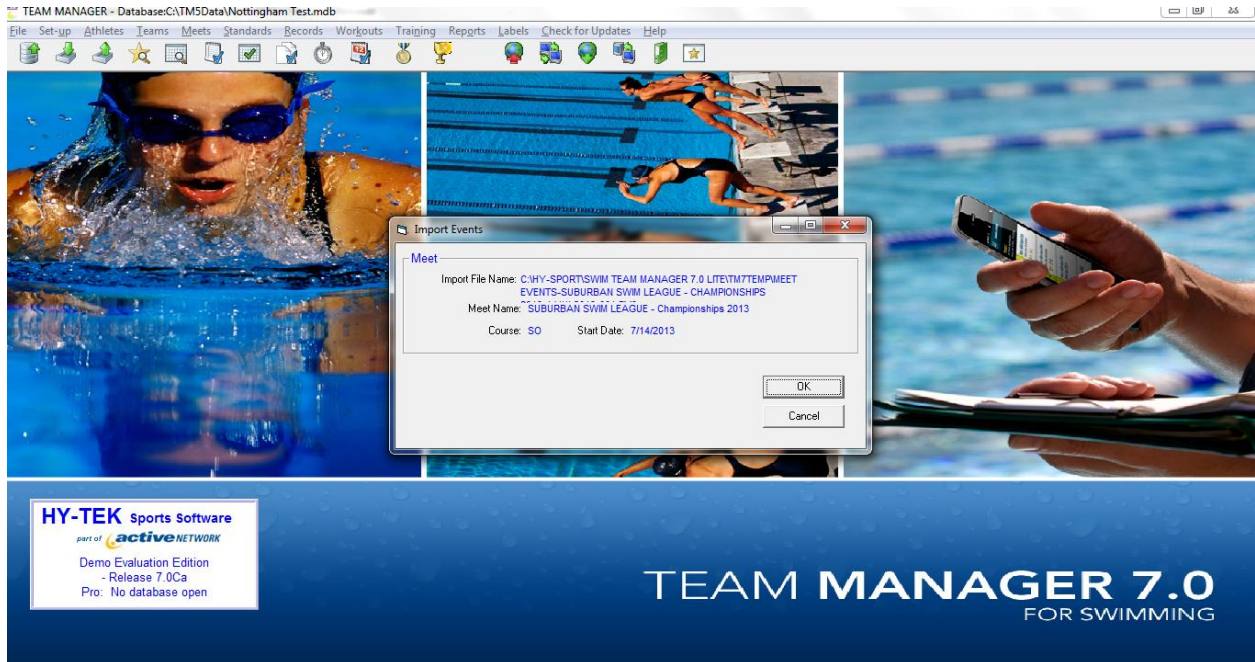 TEAM MANAGER - Database:C:\TM5Data\Nottingham Test.mdb
File Set-up Athletes Teams Meets Standards Records Workouts Training Reports Labels Check for Updates Help
Import Events
Meet
Import File Name: C:\HY-SPORT\SWIM TEAM MANAGER 7.0 LITE\TM7TEMP\MEET
EVENTS-SUBURBAN SWIM LEAGUE - CHAMPIONSHIPS
Meet Name: SUBURBAN SWIM LEAGUE - Championships 2013
Course: SO Start Date: 7/14/2013
OK
Cancel
HY-TEK Sports Software
part of active NETWORK
Demo Evaluation Edition
- Release 7.0Ca
Pro: No database open
TEAM MANAGER 7.0
FOR SWIMMING